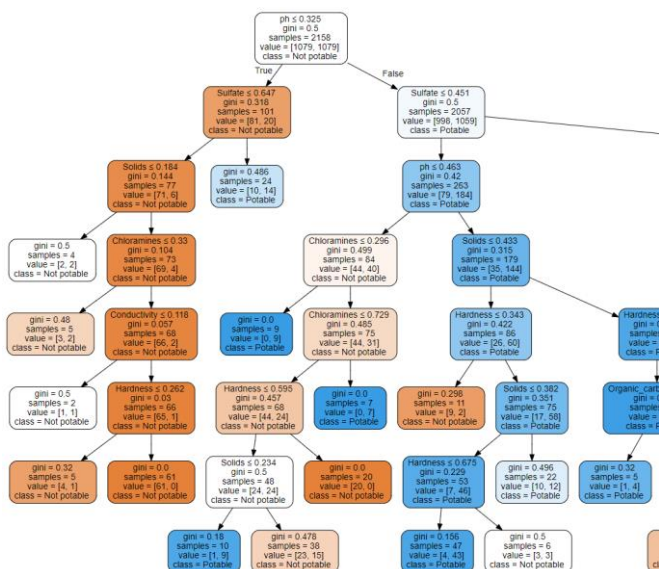 ph ≤ 0.325
gini = 0.5
samples = 2158
value = [1079, 1079]
class = Not potable
True
False
Sulfate ≤ 0.647
gini = 0.318
samples = 101
value = [81, 20]
class = Not potable
Sulfate ≤ 0.451
gini = 0.5
samples = 2057
value = [998, 1059]
class = Potable
Solids ≤ 0.184
gini = 0.144
samples = 77
value = [71, 6]
class = Not potable
gini = 0.486
samples = 24
value = [10, 14]
class = Potable
ph ≤ 0.463
gini = 0.42
samples = 263
value = [79, 184]
class = Potable
gini = 0.5
samples = 4
value = [2, 2]
class = Not potable
Chloramines ≤ 0.33
gini = 0.104
samples = 73
value = [69, 4]
class = Not potable
Chloramines ≤ 0.296
gini = 0.499
samples = 84
value = [44, 40]
class = Not potable
Solids ≤ 0.433
gini = 0.315
samples = 179
value = [35, 144]
class = Potable
gini = 0.48
samples = 5
value = [3, 2]
class = Not potable
Conductivity ≤ 0.118
gini = 0.057
samples = 68
value = [66, 2]
class = Not potable
gini = 0.0
samples = 9
value = [0, 9]
class = Potable
Chloramines ≤ 0.729
gini = 0.485
samples = 75
value = [44, 31]
class = Not potable
Hardness ≤ 0.343
gini = 0.422
samples = 86
value = [26, 60]
class = Potable
Hardness
gini = 0.5
samples = 2
value = [1, 1]
class = Not potable
Hardness ≤ 0.262
gini = 0.03
samples = 66
value = [65, 1]
class = Not potable
Hardness ≤ 0.595
gini = 0.457
samples = 68
value = [44, 24]
class = Not potable
gini = 0.0
samples = 7
value = [0, 7]
class = Potable
gini = 0.298
samples = 11
value = [9, 2]
class = Not potable
Solids ≤ 0.382
gini = 0.351
samples = 75
value = [17, 58]
class = Potable
Organic_carb
gini = 0.32
samples = 5
value = [4, 1]
class = Not potable
gini = 0.0
samples = 61
value = [61, 0]
class = Not potable
Solids ≤ 0.234
gini = 0.5
samples = 48
value = [24, 24]
class = Not potable
gini = 0.0
samples = 20
value = [20, 0]
class = Not potable
Hardness ≤ 0.675
gini = 0.229
samples = 53
value = [7, 46]
class = Potable
gini = 0.496
samples = 22
value = [10, 12]
class = Potable
gini = 0.32
samples = 5
value = [1, 4]
class = Potable
gini = 0.18
samples = 10
value = [1, 9]
class = Potable
gini = 0.478
samples = 38
value = [23, 15]
class = Not potable
gini = 0.156
samples = 47
value = [4, 43]
class = Potable
gini = 0.5
samples = 6
value = [3, 3]
class = Not potable